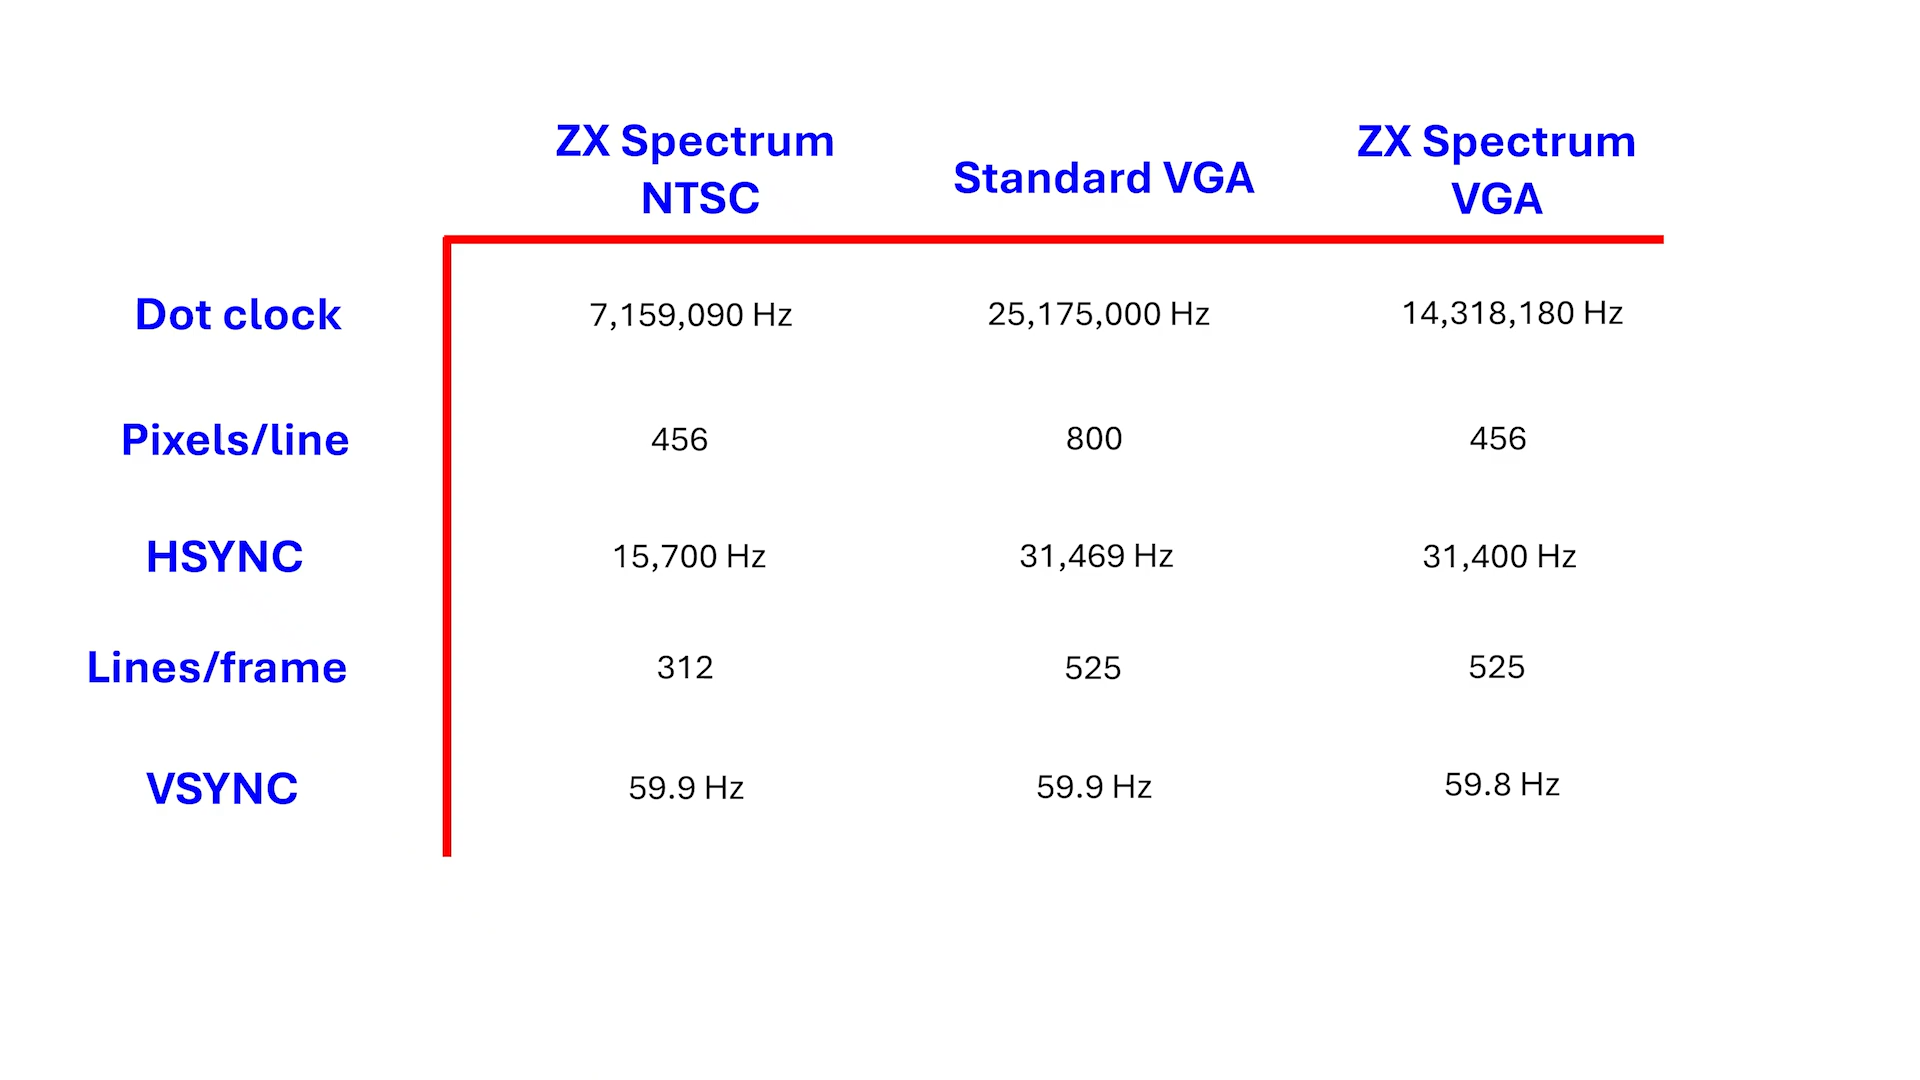 ZX Spectrum
NTSC
Standard VGA
ZX Spectrum
VGA
Dot clock
7,159,090 Hz
25,175,000 Hz
14,318,180 Hz
Pixels/line
456
800
456
HSYNC
15,700 Hz
31,469 Hz
31,400 Hz
Lines/frame
312
525
525
VSYNC
59.9 Hz
59.9 Hz
59.8 Hz